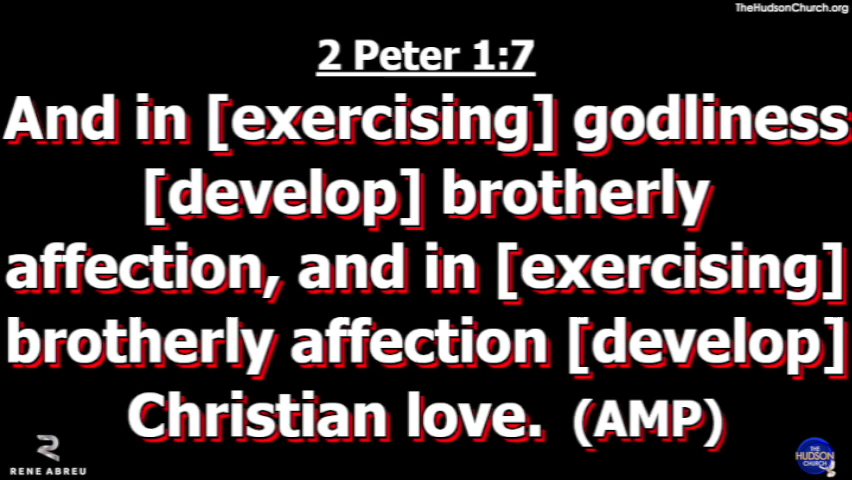 TheHudsonChurch.org
2 Peter 1:7
And in [exercising] godliness
[develop] brotherly
affection, and in [exercising]
brotherly affection [develop]
Christian love. (AMP)
RENE ABREU
THE
HUDSON
CHURCH